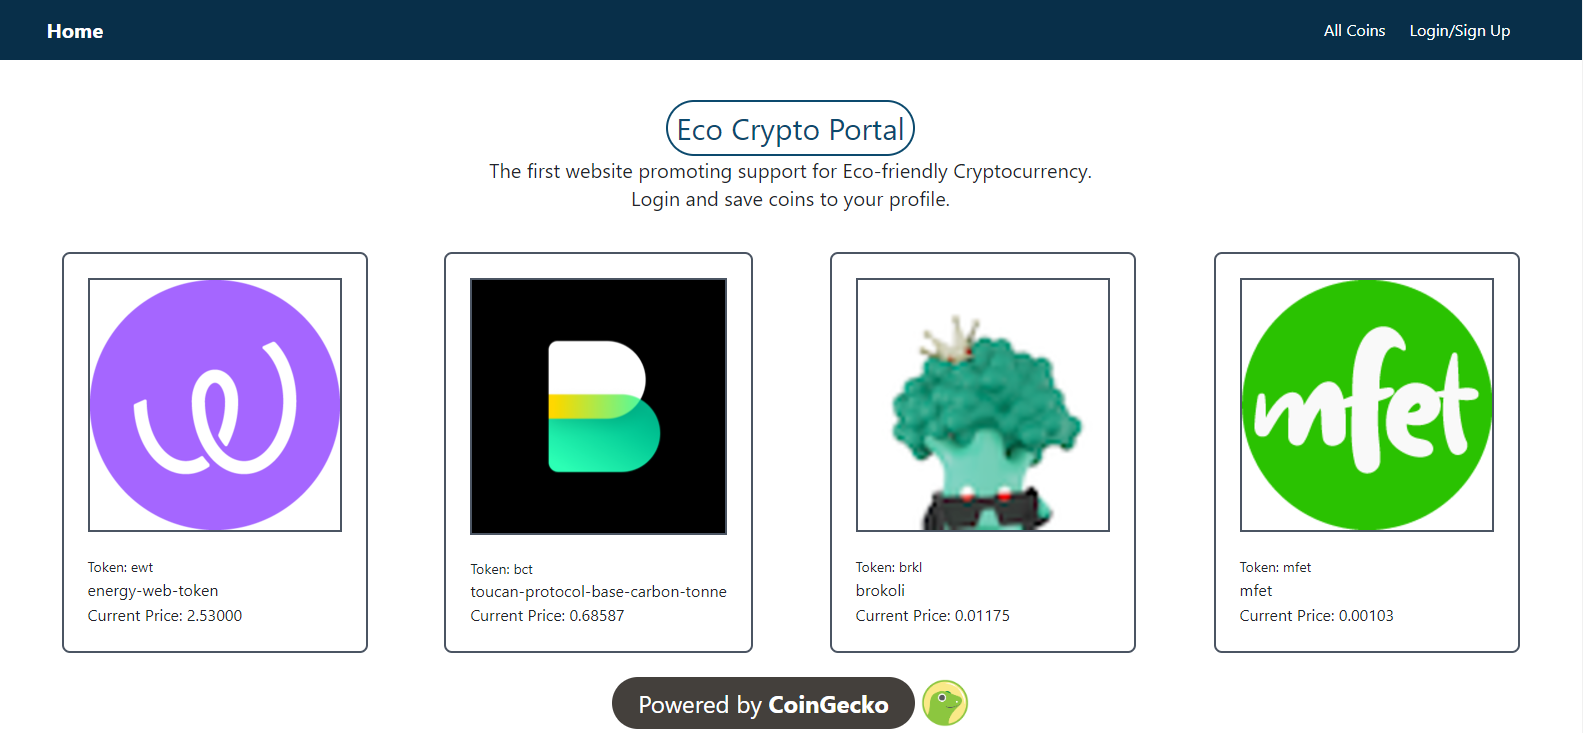 Home
All Coins
Login/Sign Up
Eco Crypto Portal
The first website promoting support for Eco-friendly Cryptocurrency.
Login and save coins to your profile.
mfet
Token: ewt
energy-web-token
Current Price: 2.53000
Token: bct
toucan-protocol-base-carbon-tonne
Current Price: 0.68587
Token: brkl
brokoli
Current Price: 0.01175
Token: mfet
mfet
Current Price: 0.00103
Powered by CoinGecko